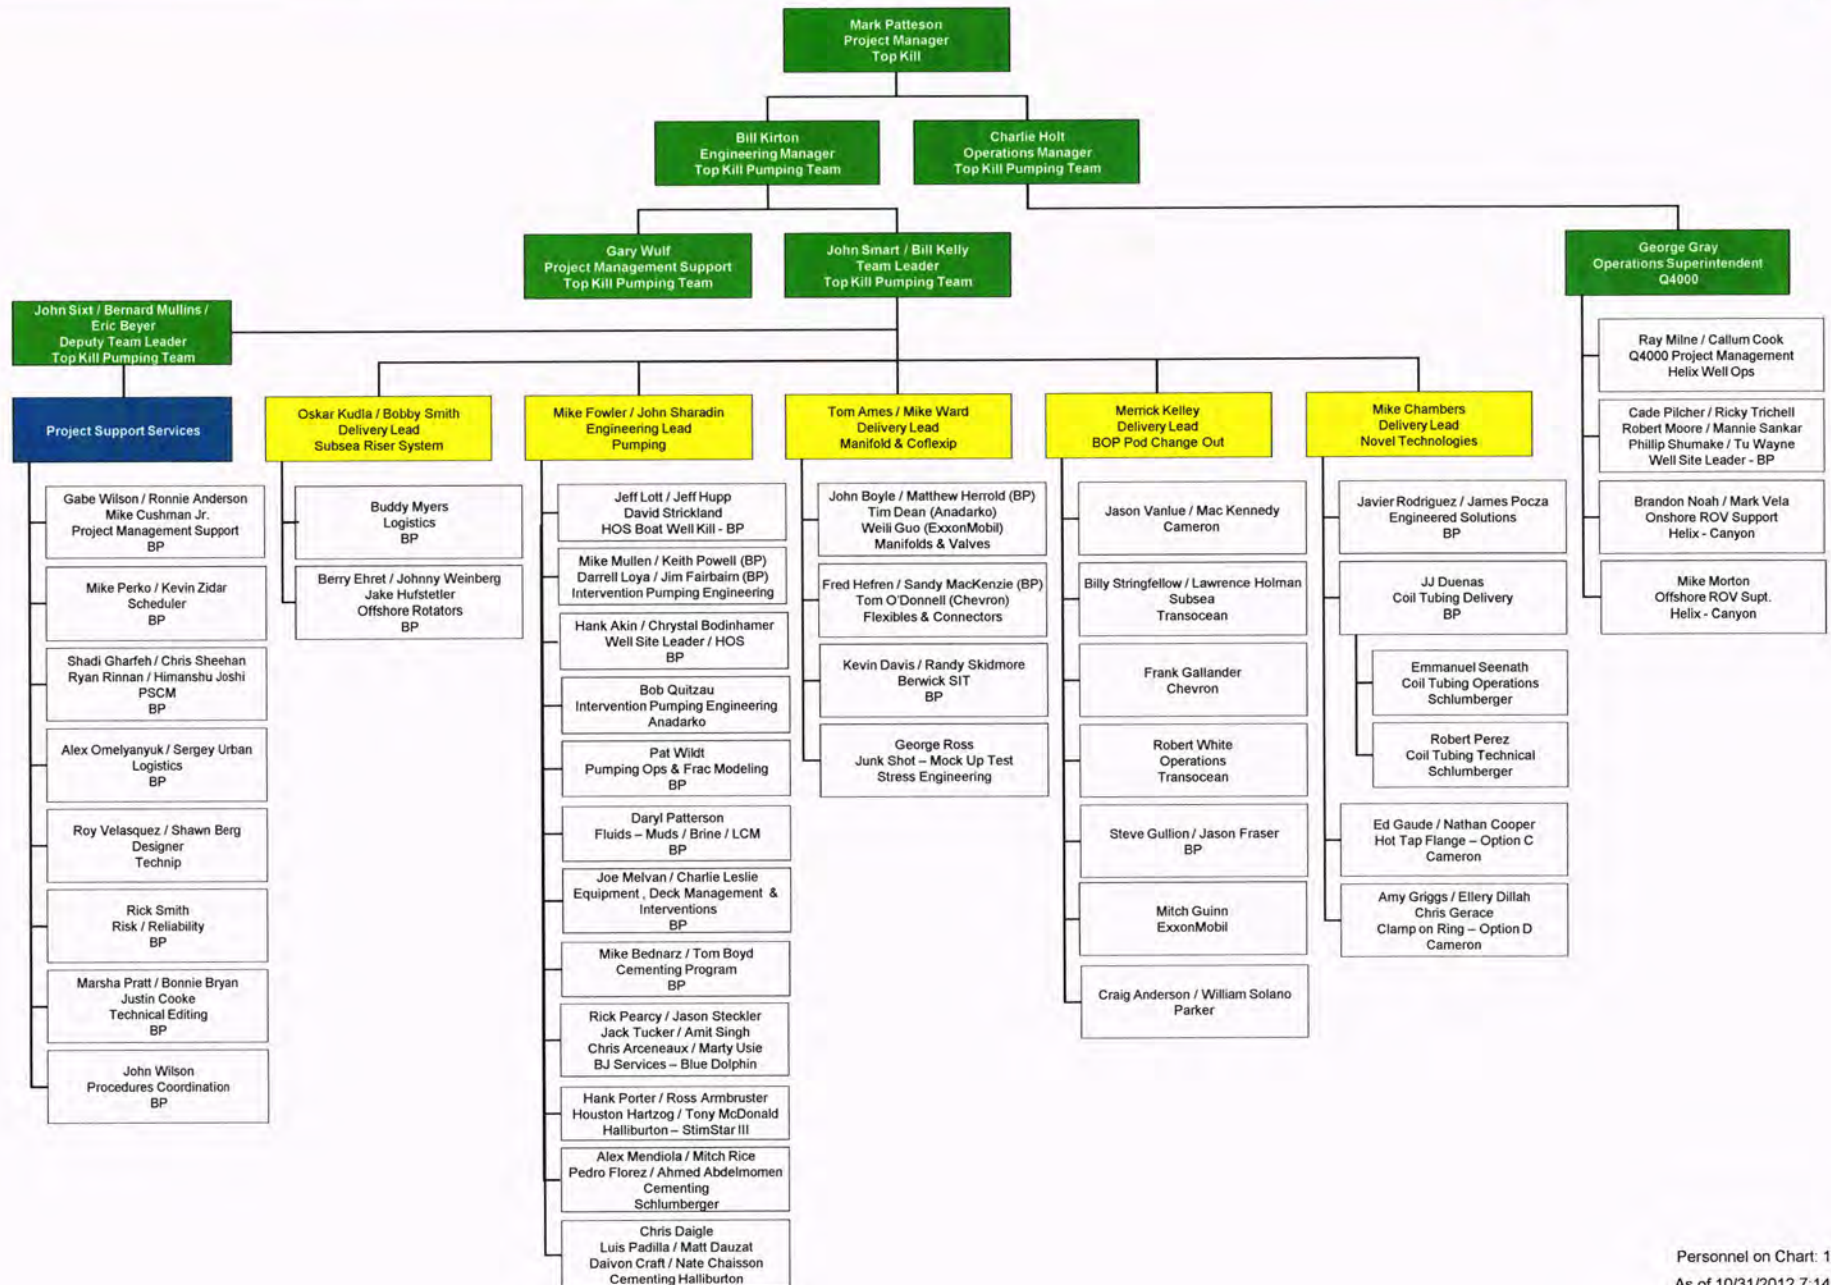 Mark Patteson
Project Manager
Top Kill
Bill Kirton
Engineering Manager
Top Kill Pumping Team
Charlie Holt
Operations Manager
Top Kill Pumping Team
Gary Wulf
Project Management Support
Top Kill Pumping Team
John Smart / Bill Kelly
Team Leader
Top Kill Pumping Team
George Gray
Operations Superintendent
Q4000
John Sixt / Bernard Mullins /
Eric Beyer
Deputy Team Leader
Top Kill Pumping Team
Project Support Services
Gabe Wilson / Ronnie Anderson
Mike Cushman Jr.
Project Management Support
BP
Mike Perko / Kevin Zidar
Scheduler
BP
Shadi Gharfeh / Chris Sheehan
Ryan Rinnan / Himanshu Joshi
PSCM
BP
Alex Omelyanyuk / Sergey Urban
Logistics
BP
Roy Velasquez / Shawn Berg
Designer
Technip
Rick Smith
Risk / Reliability
BP
Marsha Pratt / Bonnie Bryan
Justin Cooke
Technical Editing
BP
John Wilson
Procedures Coordination
BP
Oskar Kudla / Bobby Smith
Delivery Lead
Subsea Riser System
Buddy Myers
Logistics
BP
Berry Ehret / Johnny Weinberg
Jake Hufstetler
Offshore Rotators
BP
Mike Fowler / John Sharadin
Engineering Lead
Pumping
Jeff Lott / Jeff Hupp
David Strickland
HOS Boat Well Kill - BP
Mike Mullen / Keith Powell (BP)
Darrell Loya / Jim Fairbairn (BP)
Intervention Pumping Engineering
Hank Akin / Chrystal Bodinhamer
Well Site Leader / HOS
BP
Bob Quitzau
Intervention Pumping Engineering
Anadarko
Pat Wildt
Pumping Ops & Frac Modeling
BP
Daryl Patterson
Fluids – Muds / Brine / LCM
BP
Joe Melvan / Charlie Leslie
Equipment , Deck Management &
Interventions
BP
Mike Bednarz / Tom Boyd
Cementing Program
BP
Rick Pearcy / Jason Steckler
Jack Tucker / Amit Singh
Chris Arceneaux / Marty Usie
BJ Services – Blue Dolphin
Hank Porter / Ross Armbruster
Houston Hartzog / Tony McDonald
Halliburton – StimStar III
Alex Mendiola / Mitch Rice
Pedro Florez / Ahmed Abdelmomen
Cementing
Schlumberger
Chris Daigle
Luis Padilla / Matt Dauzat
Daivon Craft / Nate Chaisson
Cementing Halliburton
Tom Ames / Mike Ward
Delivery Lead
Manifold & Coflexip
John Boyle / Matthew Herrold (BP)
Tim Dean (Anadarko)
Weili Guo (ExxonMobil)
Manifolds & Valves
Fred Hefren / Sandy MacKenzie (BP)
Tom O'Donnell (Chevron)
Flexibles & Connectors
Kevin Davis / Randy Skidmore
Berwick SIT
BP
George Ross
Junk Shot – Mock Up Test
Stress Engineering
Merrick Kelley
Delivery Lead
BOP Pod Change Out
Jason Vanlue / Mac Kennedy
Cameron
Billy Stringfellow / Lawrence Holman
Subsea
Transocean
Frank Gallander
Chevron
Robert White
Operations
Transocean
Steve Gullion / Jason Fraser
BP
Mitch Guinn
ExxonMobil
Craig Anderson / William Solano
Parker
Mike Chambers
Delivery Lead
Novel Technologies
Javier Rodriguez / James Pocza
Engineered Solutions
BP
JJ Duenas
Coil Tubing Delivery
BP
Emmanuel Seenath
Coil Tubing Operations
Schlumberger
Robert Perez
Coil Tubing Technical
Schlumberger
Ed Gaude / Nathan Cooper
Hot Tap Flange – Option C
Cameron
Amy Griggs / Ellery Dillah
Chris Gerace
Clamp on Ring – Option D
Cameron
Ray Milne / Callum Cook
Q4000 Project Management
Helix Well Ops
Cade Pilcher / Ricky Trichell
Robert Moore / Mannie Sankar
Phillip Shumake / Tu Wayne
Well Site Leader - BP
Brandon Noah / Mark Vela
Onshore ROV Support
Helix - Canyon
Mike Morton
Offshore ROV Supt.
Helix - Canyon
Personnel on Chart: 1
As of 10/31/2012 7:14